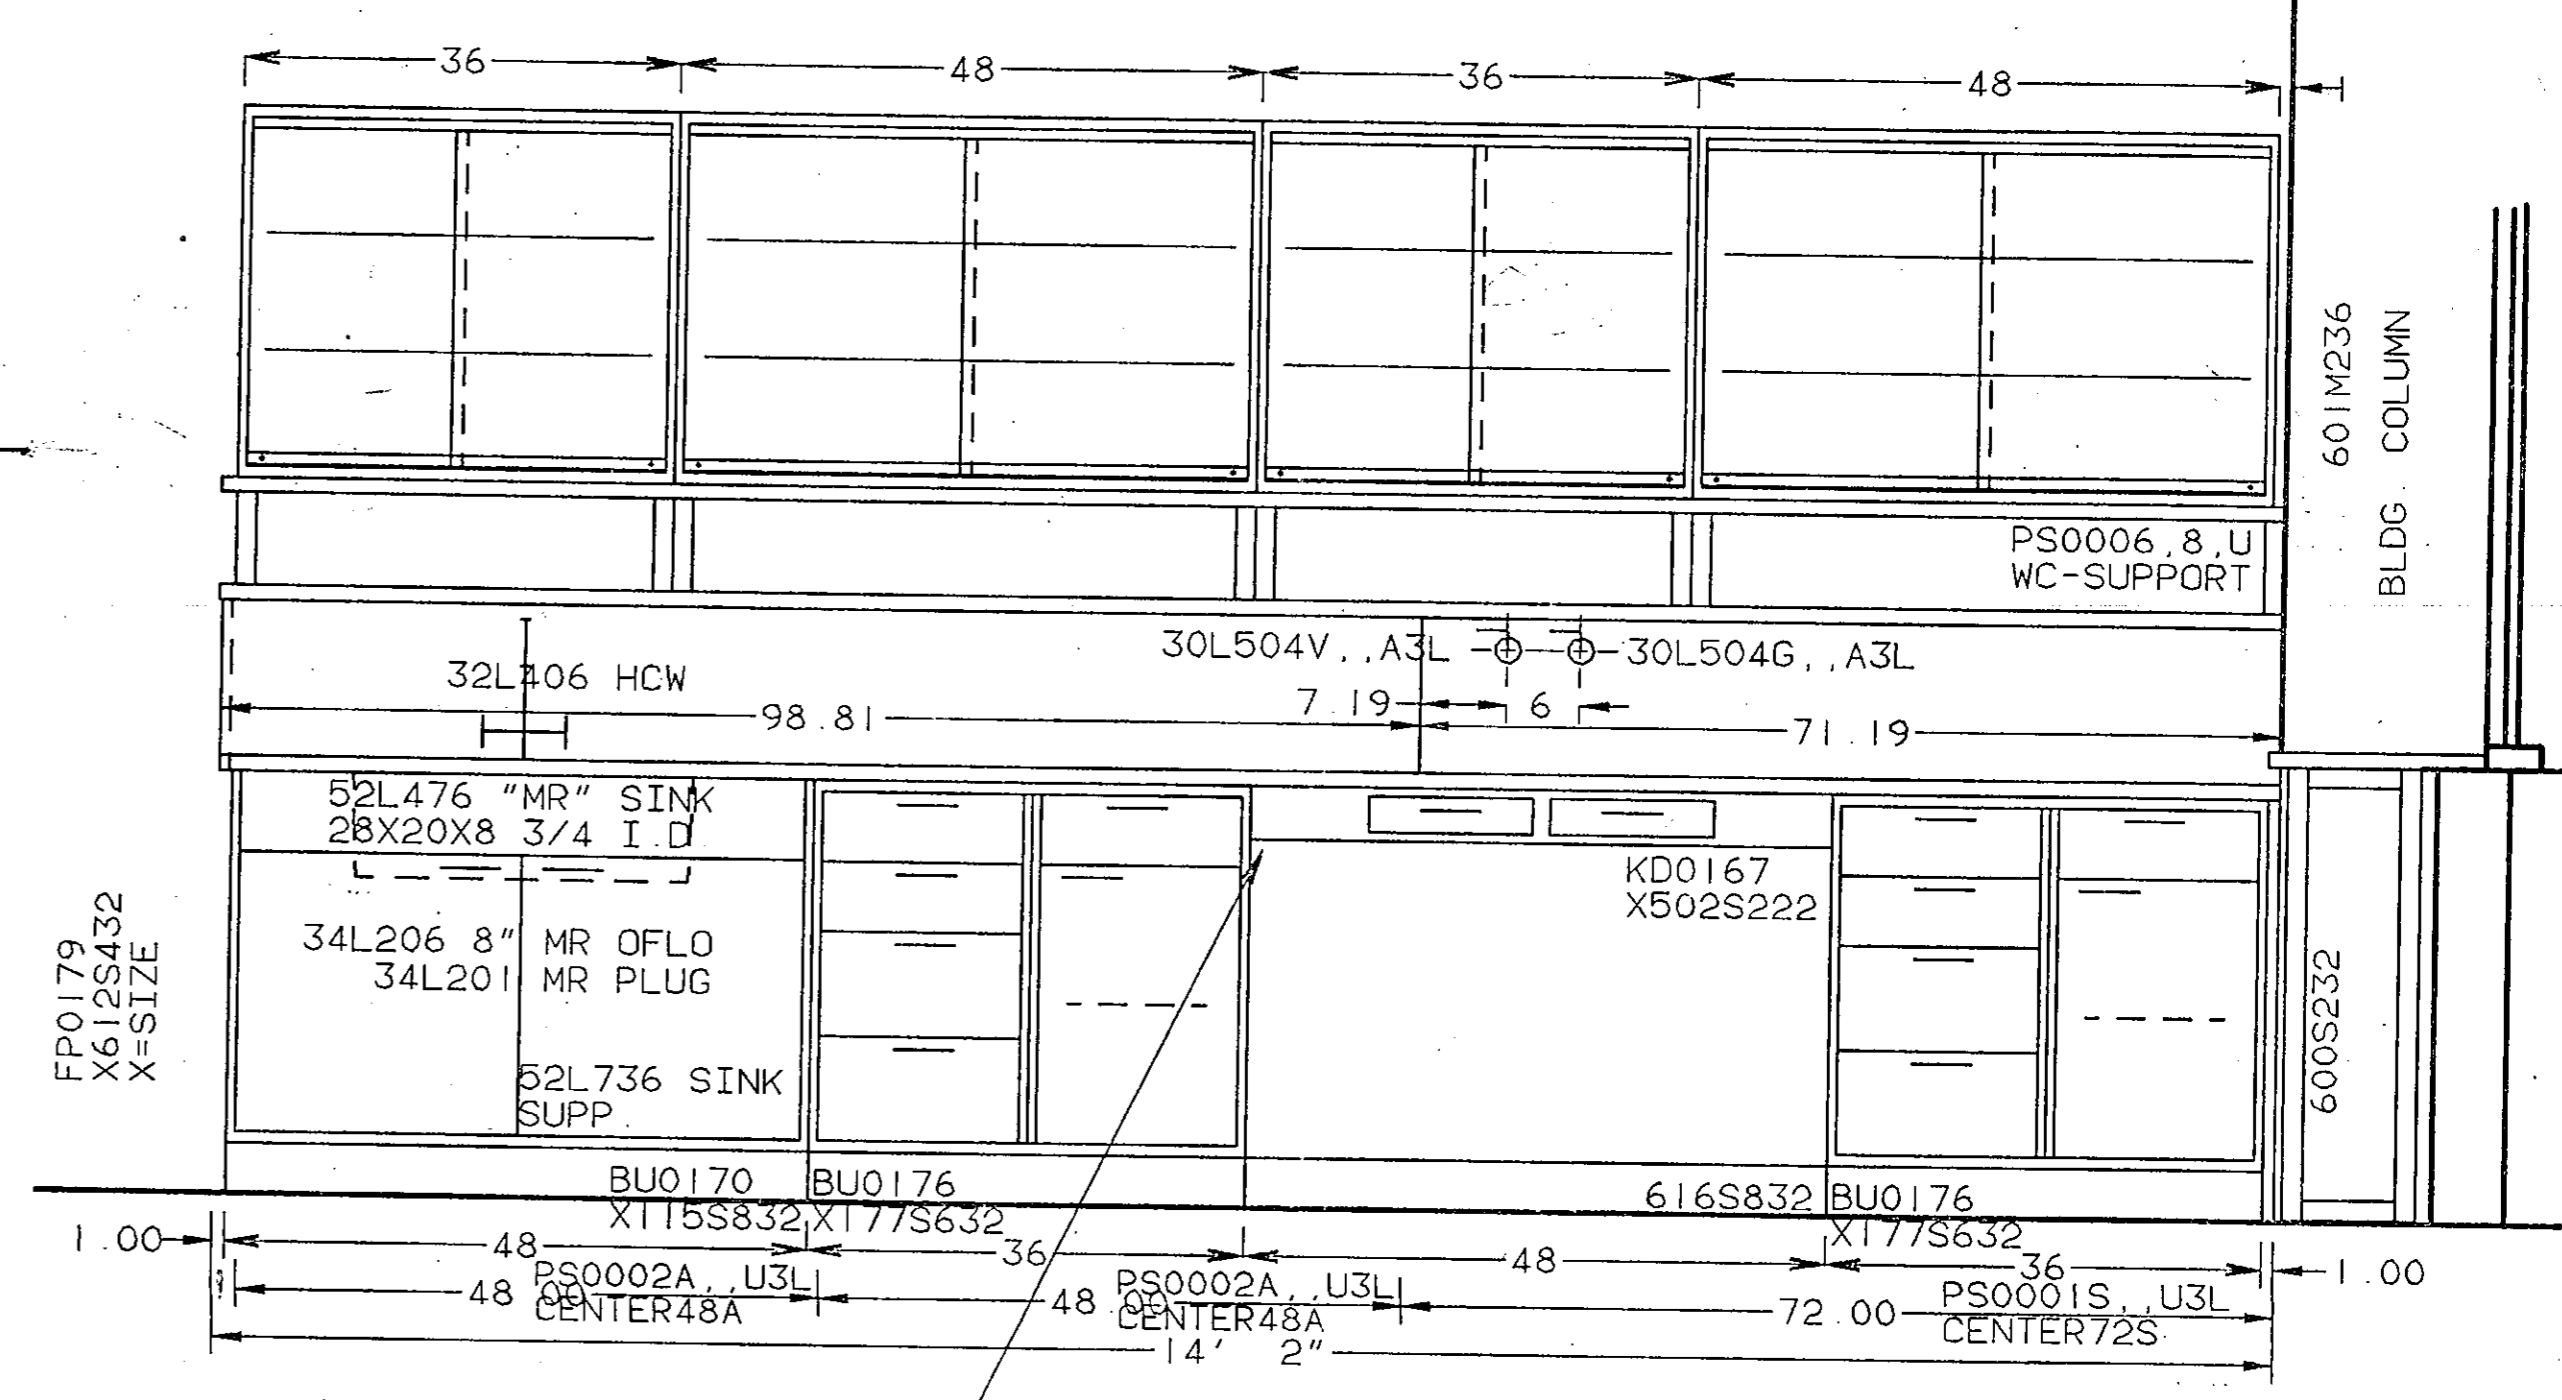 36
48
36
48
601M236
BLDG COLUMN
PS0006,8,U
WC-SUPPORT
30L504V,,A3L
30L504G,,A3L
32L406 HCW
98.81
7.19
6
71.19
52L476 "MR" SINK
28X20X8 3/4 I.D
KD0167
X502S222
FP0179
X612S432
X=SIZE
34L206 8" MR OFLO
34L201 MR PLUG
600S232
52L736 SINK
SUPP.
BU0170
X115S832
BU0176
X177S632
616S832
BU0176
X177S632
1.00
48
36
48
36
1.00
48.00
PS0002A,,U3L
CENTER48A
48.00
PS0002A,,U3L
CENTER48A
72.00
PS0001S,,U3L
CENTER72S
14' 2"